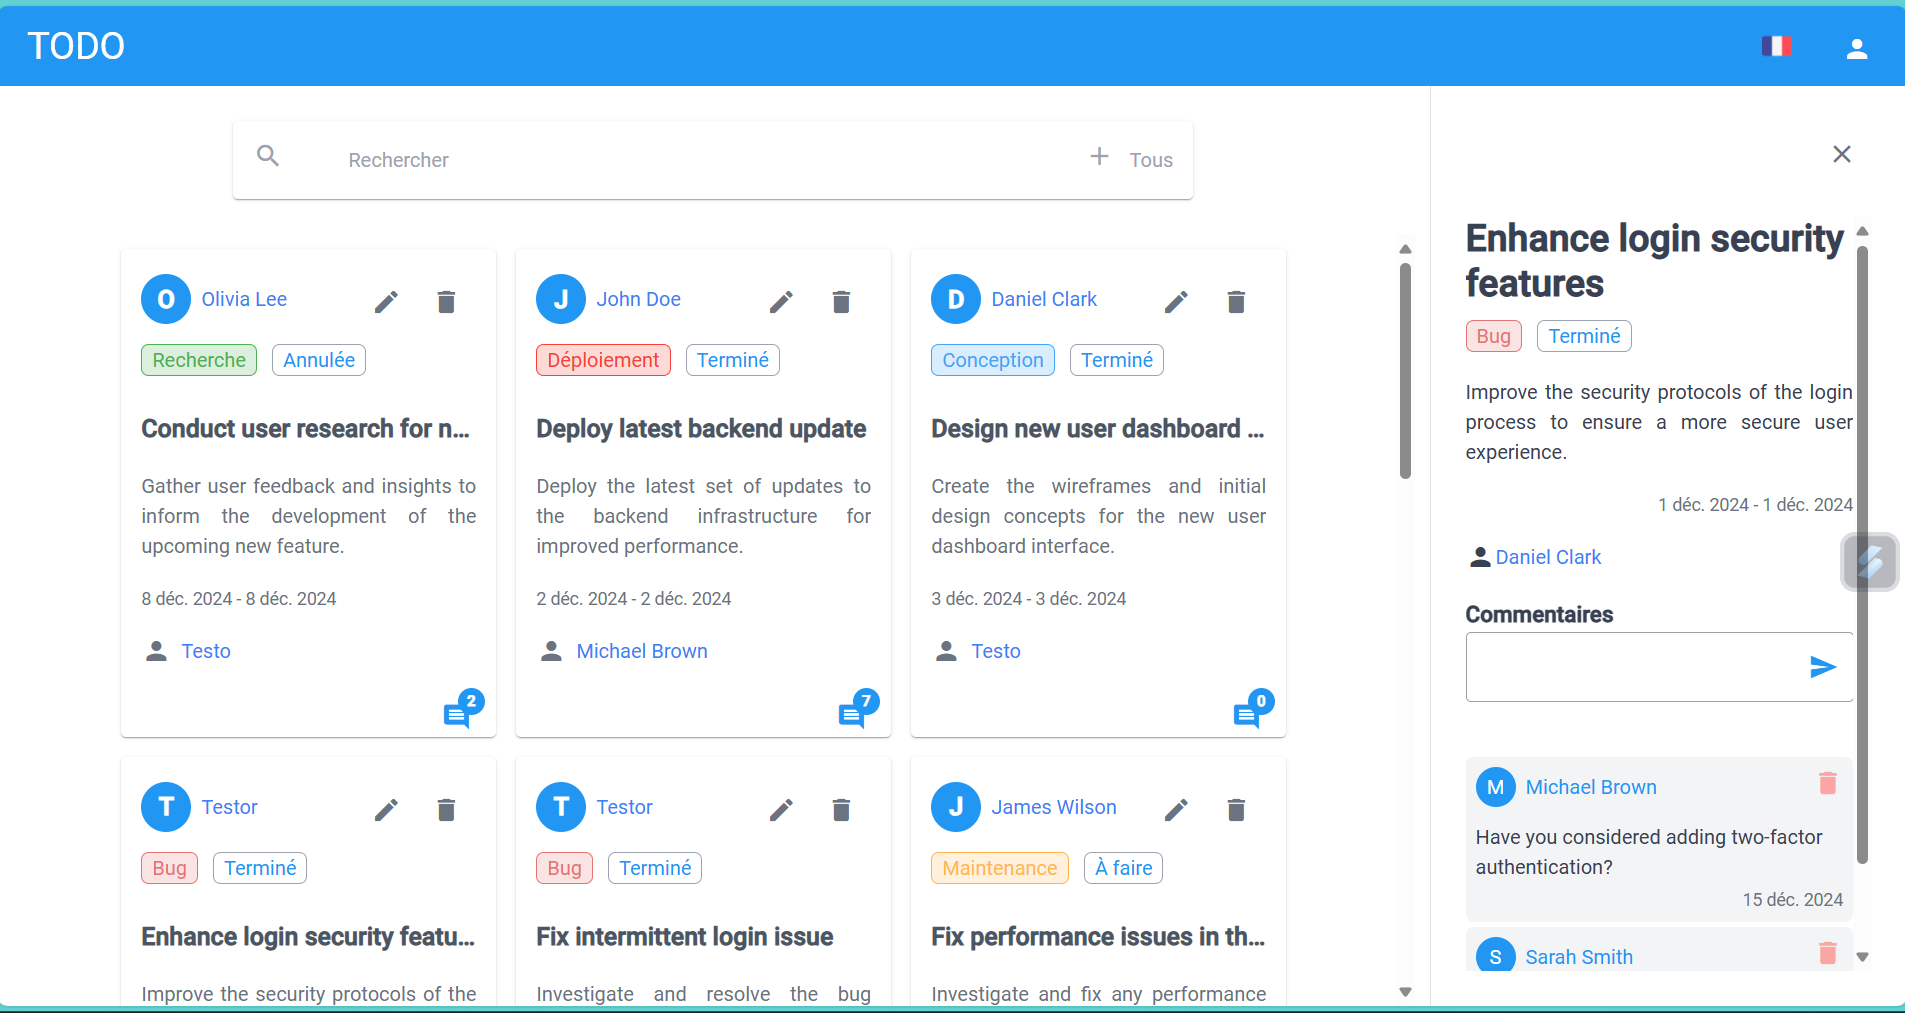 TODO
Rechercher
Tous
O Olivia Lee
Recherche Annulée
Conduct user research for n...
Gather user feedback and insights to
inform the development of the
upcoming new feature.
8 déc. 2024 - 8 déc. 2024
Testo
2
J John Doe
Déploiement Terminé
Deploy latest backend update
Deploy the latest set of updates to
the backend infrastructure for
improved performance.
2 déc. 2024 - 2 déc. 2024
Michael Brown
7
D Daniel Clark
Conception Terminé
Design new user dashboard ...
Create the wireframes and initial
design concepts for the new user
dashboard interface.
3 déc. 2024 - 3 déc. 2024
Testo
0
T Testor
Bug Terminé
Enhance login security featu...
Improve the security protocols of the
T Testor
Bug Terminé
Fix intermittent login issue
Investigate and resolve the bug
J James Wilson
Maintenance À faire
Fix performance issues in th...
Investigate and fix any performance
Enhance login security
features
Bug Terminé
Improve the security protocols of the login
process to ensure a more secure user
experience.
1 déc. 2024 - 1 déc. 2024
Daniel Clark
Commentaires
M Michael Brown
Have you considered adding two-factor
authentication?
15 déc. 2024
S Sarah Smith